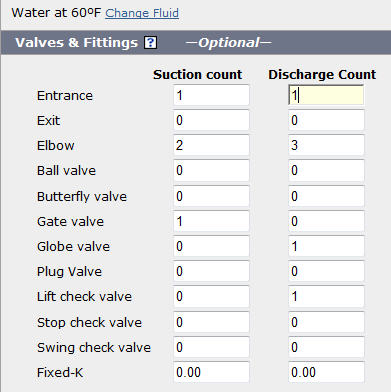 Water at 60ºF Change Fluid
Valves & Fittings ? —Optional—
Suction count Discharge Count
Entrance 1 1
Exit 0 0
Elbow 2 3
Ball valve 0 0
Butterfly valve 0 0
Gate valve 1 0
Globe valve 0 1
Plug Valve 0 0
Lift check valve 0 1
Stop check valve 0 0
Swing check valve 0 0
Fixed-K 0.00 0.00